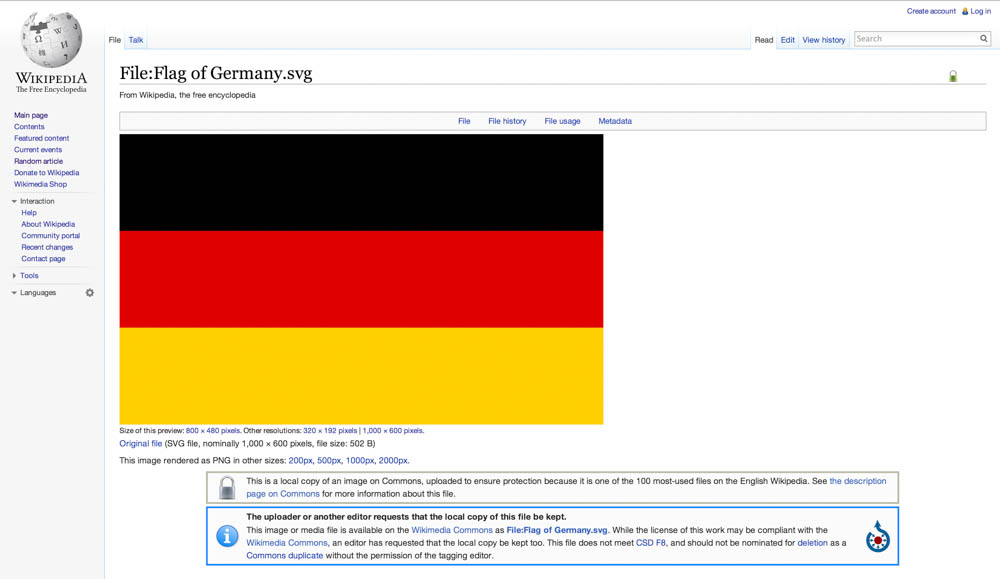 Create account Log in
File Talk Read Edit View history Search
WIKIPEDIA
The Free Encyclopedia
Main page
Contents
Featured content
Current events
Random article
Donate to Wikipedia
Wikimedia Shop
Interaction
Help
About Wikipedia
Community portal
Recent changes
Contact page
Tools
Languages
File:Flag of Germany.svg
From Wikipedia, the free encyclopedia
File File history File usage Metadata
Size of this preview: 800 × 480 pixels. Other resolutions: 320 × 192 pixels | 1,000 × 600 pixels.
Original file (SVG file, nominally 1,000 × 600 pixels, file size: 502 B)
This image rendered as PNG in other sizes: 200px, 500px, 1000px, 2000px.
This is a local copy of an image on Commons, uploaded to ensure protection because it is one of the 100 most-used files on the English Wikipedia. See the description
page on Commons for more information about this file.
The uploader or another editor requests that the local copy of this file be kept.
This image or media file is available on the Wikimedia Commons as File:Flag of Germany.svg. While the license of this work may be compliant with the
Wikimedia Commons, an editor has requested that the local copy be kept too. This file does not meet CSD F8, and should not be nominated for deletion as a
Commons duplicate without the permission of the tagging editor.